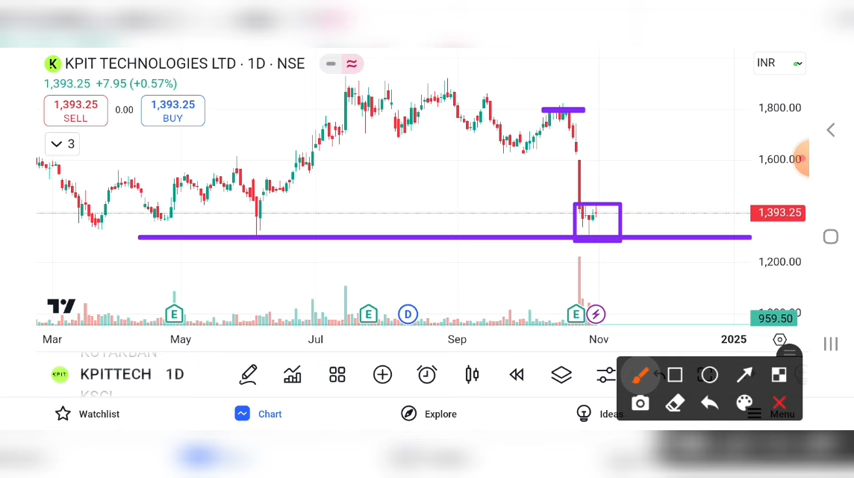 K KPIT TECHNOLOGIES LTD · 1D · NSE
1,393.25 +7.95 (+0.57%)
1,393.25 SELL 0.00 1,393.25 BUY
3
INR
1,800.00
1,600.00
1,393.25
1,200.00
959.50
E E D E
Mar May Jul Sep Nov 2025
KPIT KPITTECH 1D
Watchlist Chart Explore Ideas Menu